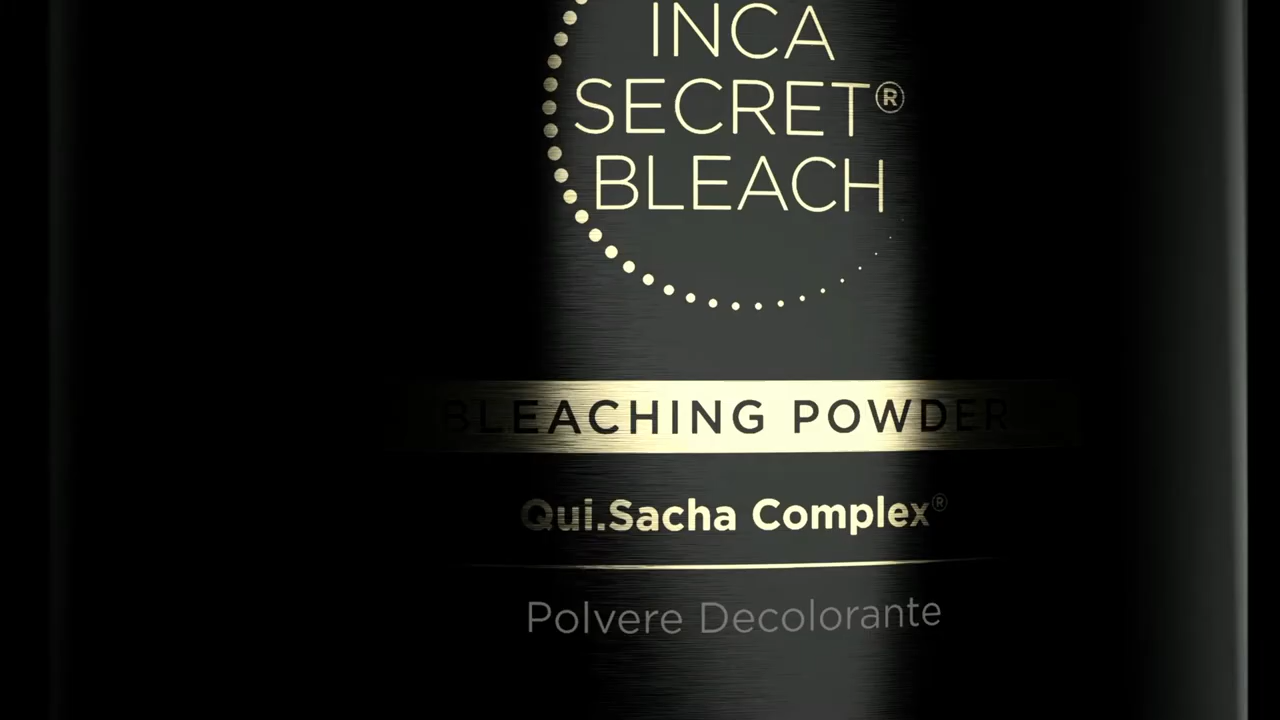 INCA
SECRET®
BLEACH
BLEACHING POWDER
Qui.Sacha Complex®
Polvere Decolorante